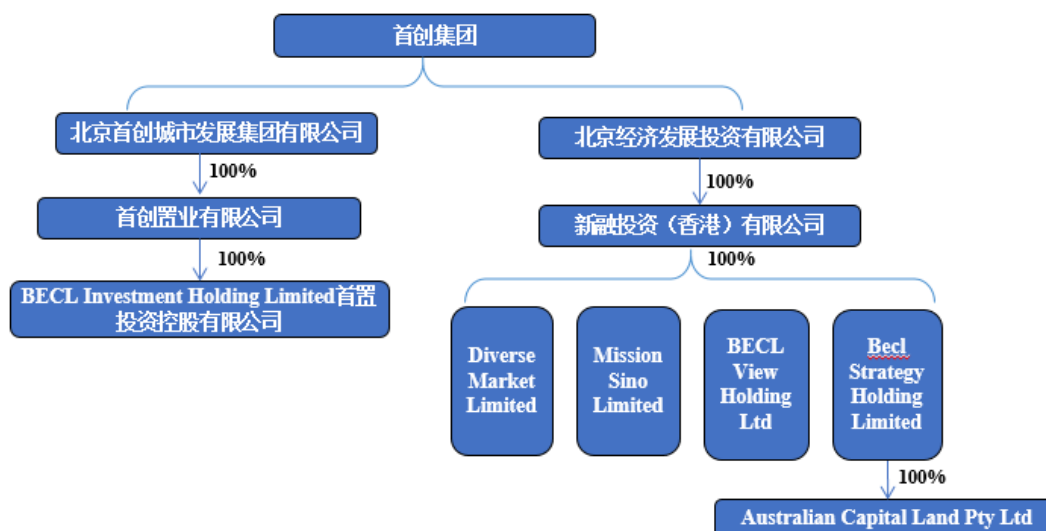 首创集团
北京首创城市发展集团有限公司
北京经济发展投资有限公司
100%
100%
首创置业有限公司
新融投资（香港）有限公司
100%
100%
BECL Investment Holding Limited首置
投资控股有限公司
Diverse
Market
Limited
Mission
Sino
Limited
BECL
View
Holding
Ltd
Becl
Strategy
Holding
Limited
100%
Australian Capital Land Pty Ltd